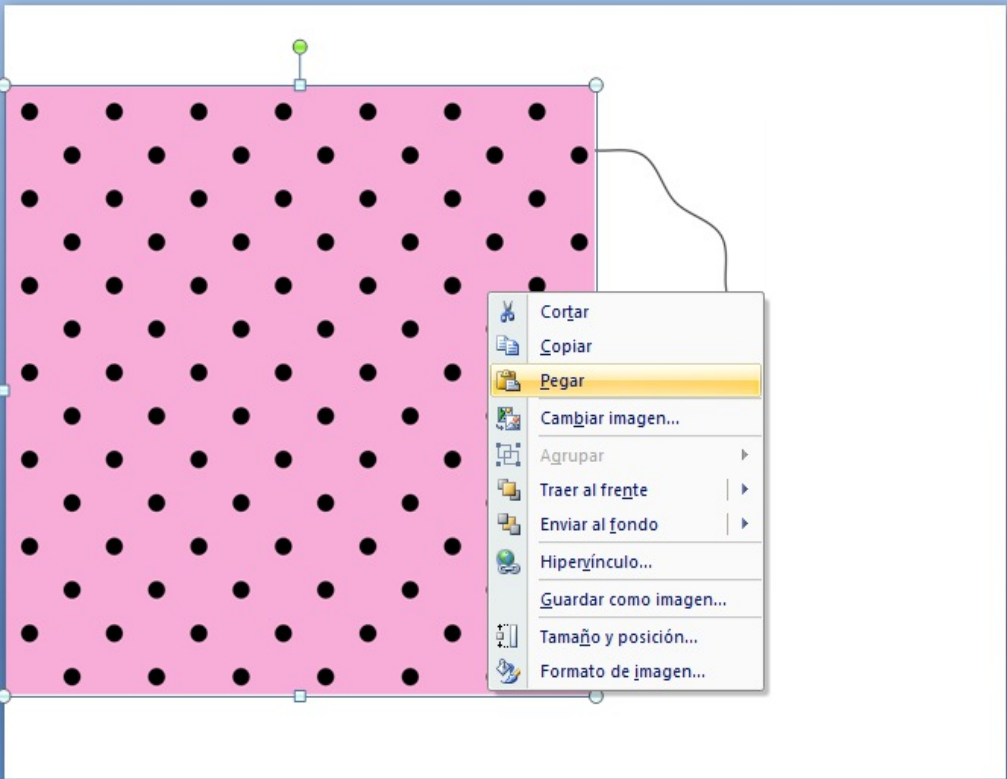 Cortar
Copiar
Pegar
Cambiar imagen...
Agrupar
Traer al frente
Enviar al fondo
Hipervínculo...
Guardar como imagen...
Tamaño y posición...
Formato de imagen...